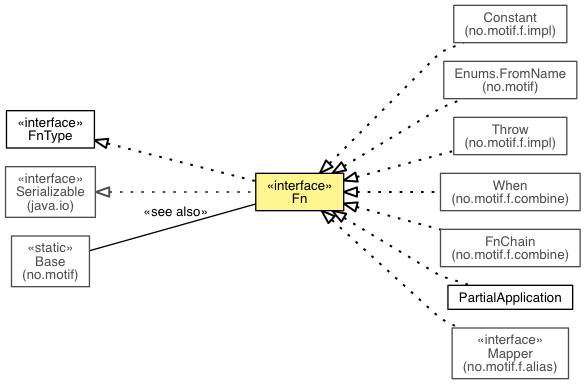 Constant
(no.motif.f.impl)
Enums.FromName
(no.motif)
«interface»
FnType
Throw
(no.motif.f.impl)
«interface»
Serializable
(java.io)
«interface»
Fn
When
(no.motif.f.combine)
«see also»
«static»
Base
(no.motif)
FnChain
(no.motif.f.combine)
PartialApplication
«interface»
Mapper
(no.motif.f.alias)